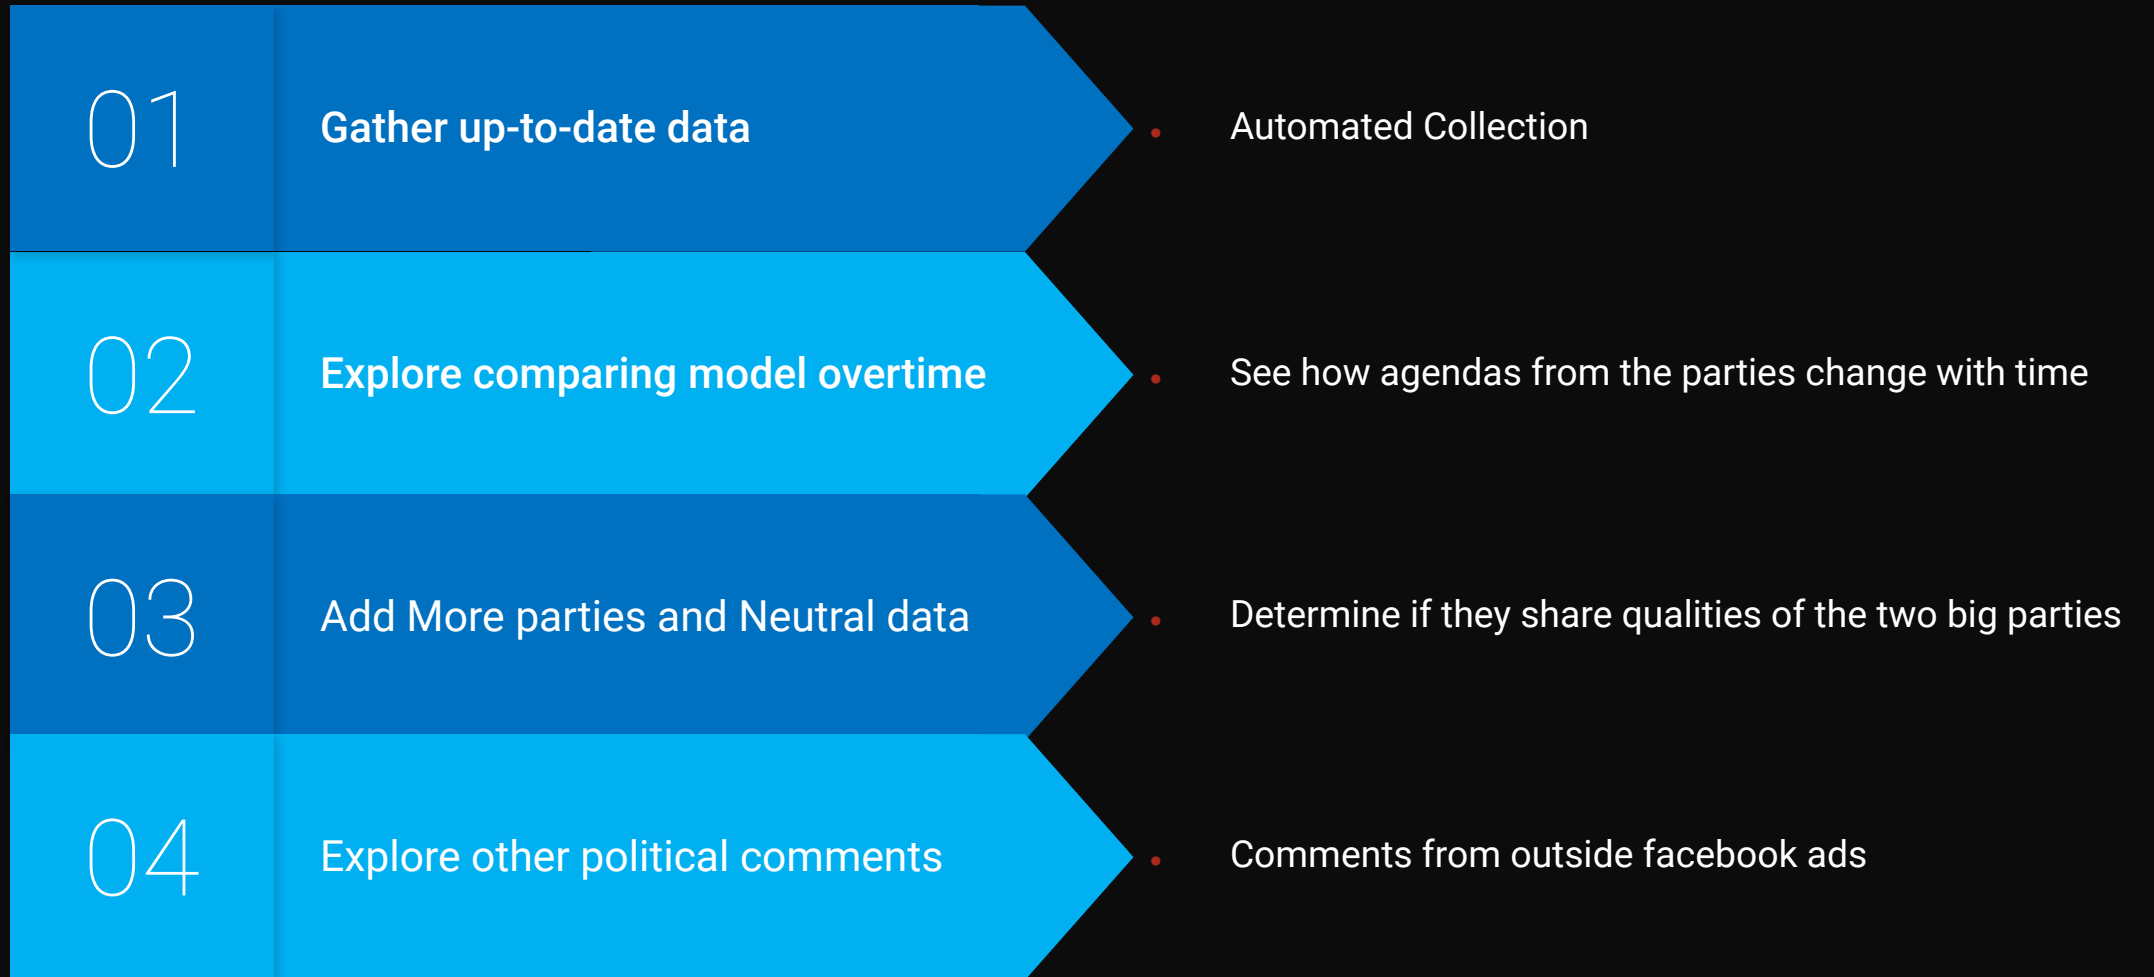 01
Gather up-to-date data
• Automated Collection
02
Explore comparing model overtime
• See how agendas from the parties change with time
03
Add More parties and Neutral data
• Determine if they share qualities of the two big parties
04
Explore other political comments
• Comments from outside facebook ads